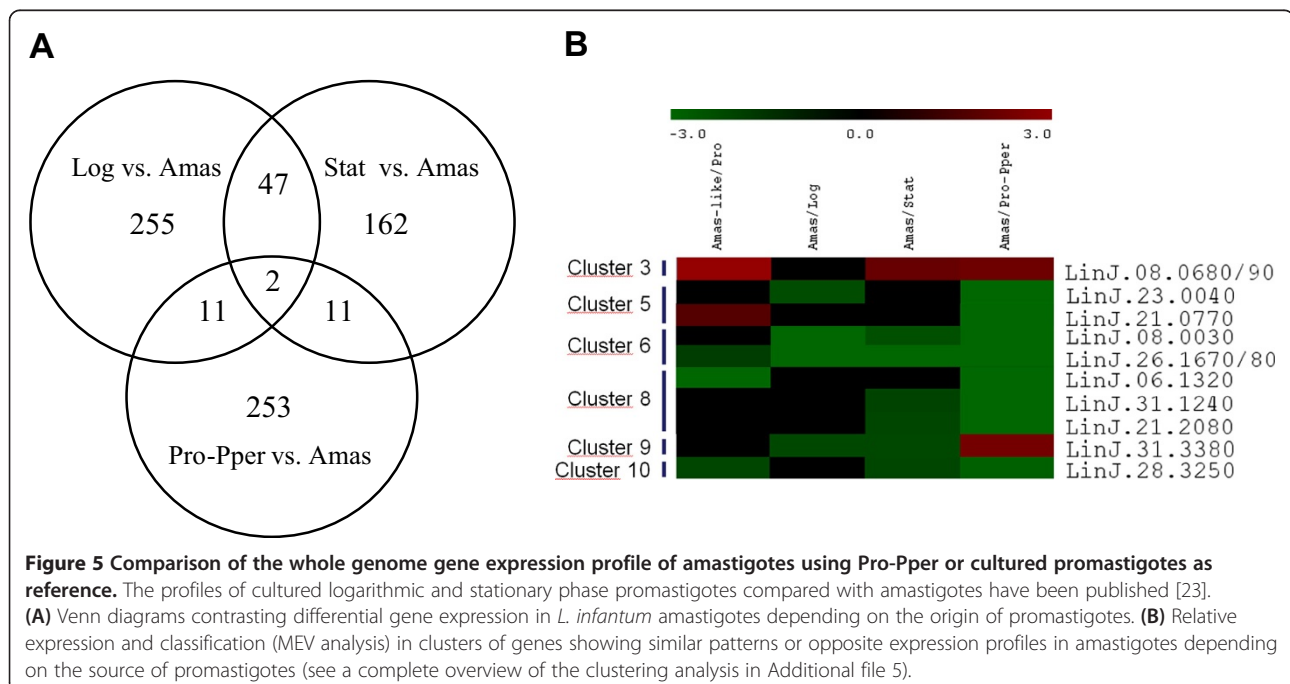 A
B
Log vs. Amas
255
47
Stat vs. Amas
162
2
11
11
253
Pro-Pper vs. Amas
-3.0
0.0
3.0
Amas-like/Pro
Amas/Log
Amas/Stat
Amas/Pro-Pper
Cluster 3
Cluster 5
Cluster 6
Cluster 8
Cluster 9
Cluster 10
LinJ.08.0680/90
LinJ.23.0040
LinJ.21.0770
LinJ.08.0030
LinJ.26.1670/80
LinJ.06.1320
LinJ.31.1240
LinJ.21.2080
LinJ.31.3380
LinJ.28.3250
Figure 5 Comparison of the whole genome gene expression profile of amastigotes using Pro-Pper or cultured promastigotes as
reference. The profiles of cultured logarithmic and stationary phase promastigotes compared with amastigotes have been published [23].
(A) Venn diagrams contrasting differential gene expression in L. infantum amastigotes depending on the origin of promastigotes. (B) Relative
expression and classification (MEV analysis) in clusters of genes showing similar patterns or opposite expression profiles in amastigotes depending
on the source of promastigotes (see a complete overview of the clustering analysis in Additional file 5).